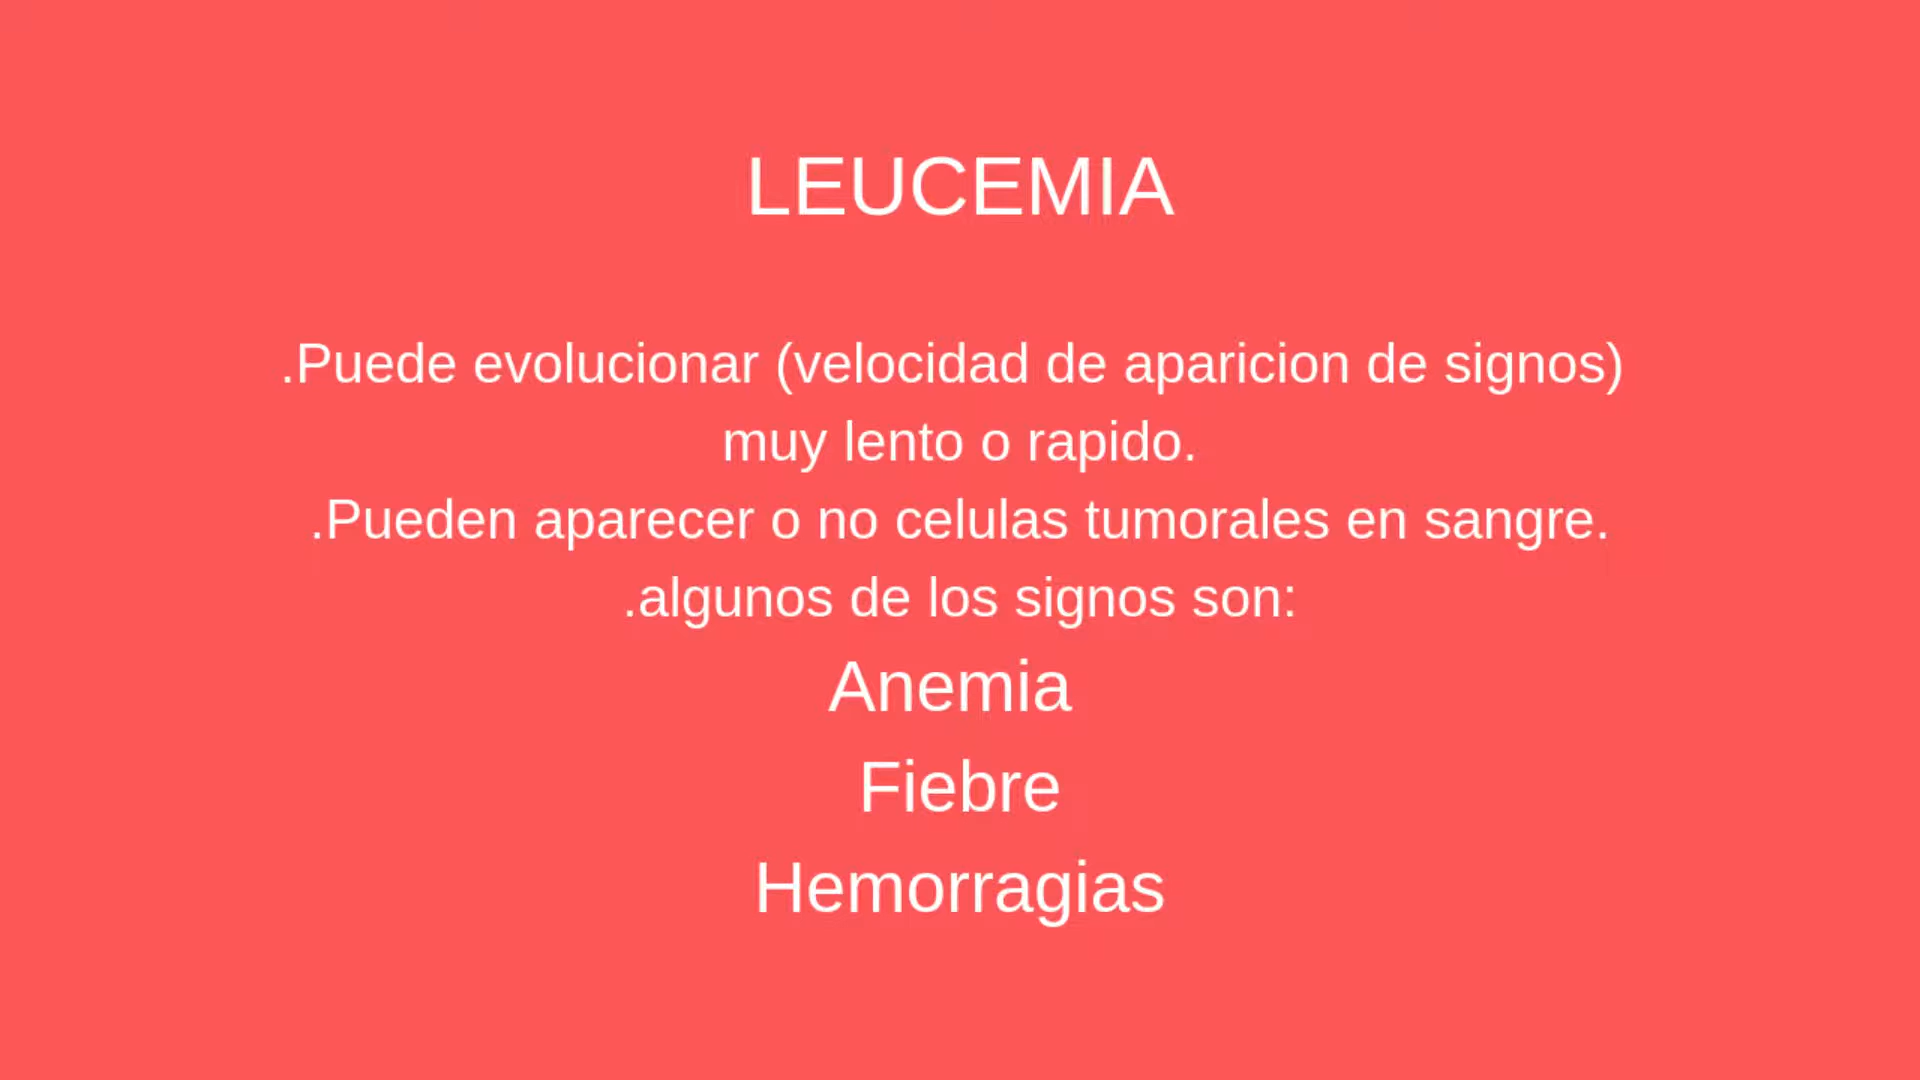 LEUCEMIA
.Puede evolucionar (velocidad de aparicion de signos)
muy lento o rapido.
.Pueden aparecer o no celulas tumorales en sangre.
.algunos de los signos son:
Anemia
Fiebre
Hemorragias